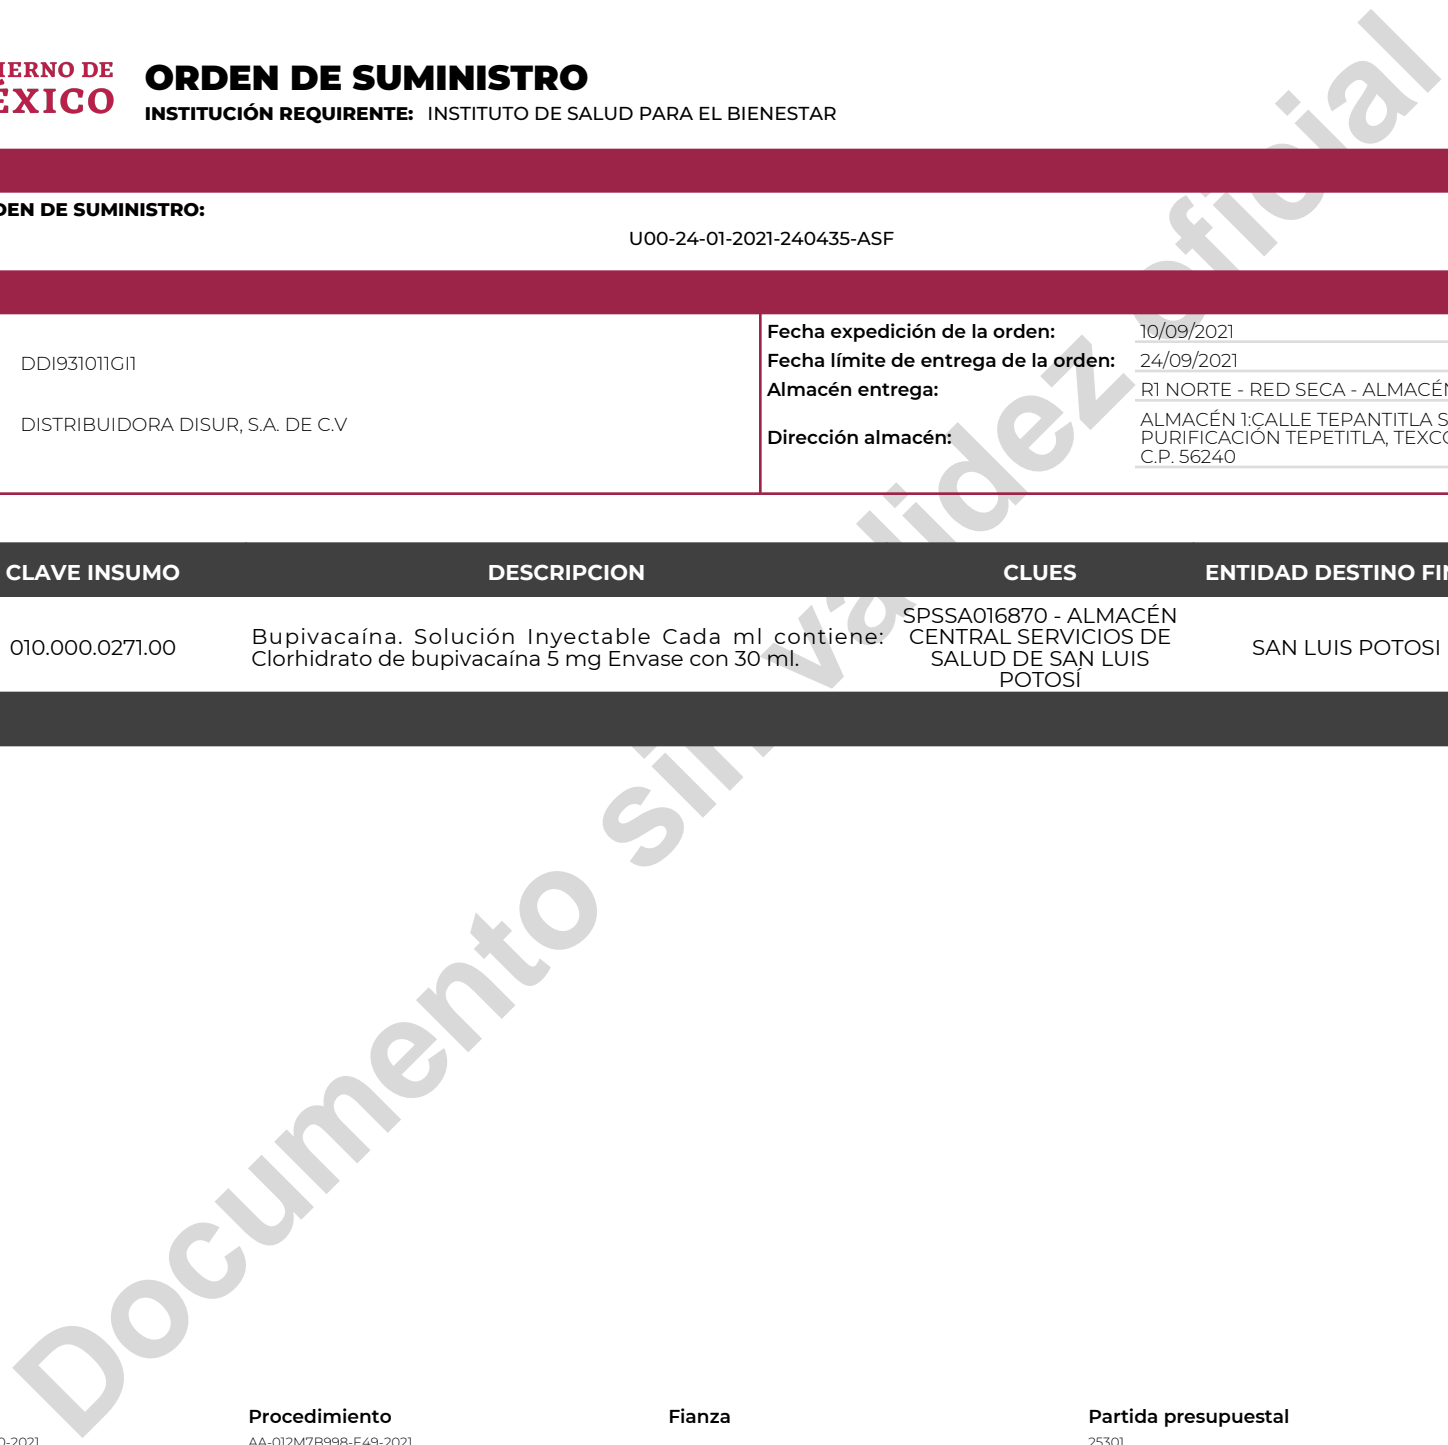 ORDEN DE SUMINISTRO
INSTITUCIÓN REQUIRENTE: INSTITUTO DE SALUD PARA EL BIENESTAR
DE
XICO
DE SUMINISTRO:
U00-24-01-2021-240435-ASF
DDI931011GI1
DISTRIBUIDORA DISUR, S.A. DE C.V
Fecha expedición de la orden: 10/09/2021
Fecha límite de entrega de la orden: 24/09/2021
Almacén entrega: R1 NORTE - RED SECA - ALMACÉN
Dirección almacén: ALMACÉN 1:CALLE TEPANTITLA S
PURIFICACIÓN TEPETITLA, TEXCO
C.P. 56240
CLAVE INSUMO DESCRIPCION CLUES ENTIDAD DESTINO FIN
010.000.0271.00
Bupivacaína. Solución Inyectable Cada ml contiene:
Clorhidrato de bupivacaína 5 mg Envase con 30 ml.
SPSSA016870 - ALMACÉN
CENTRAL SERVICIOS DE
SALUD DE SAN LUIS
POTOSÍ
SAN LUIS POTOSI
Documento sin validez oficial
Procedimiento Fianza Partida presupuestal
-2021 AA-012M7B998-E49-2021 25301